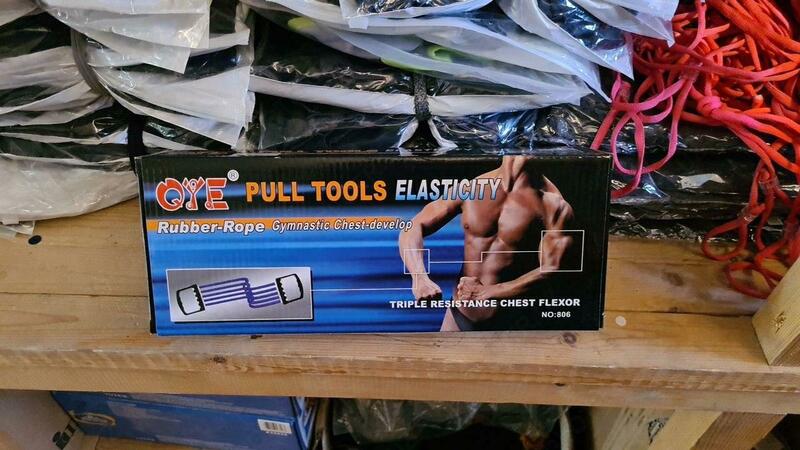 QYE® PULL TOOLS ELASTICITY
Rubber-Rope Gymnastic Chest-develop
TRIPLE RESISTANCE CHEST FLEXOR
NO:806